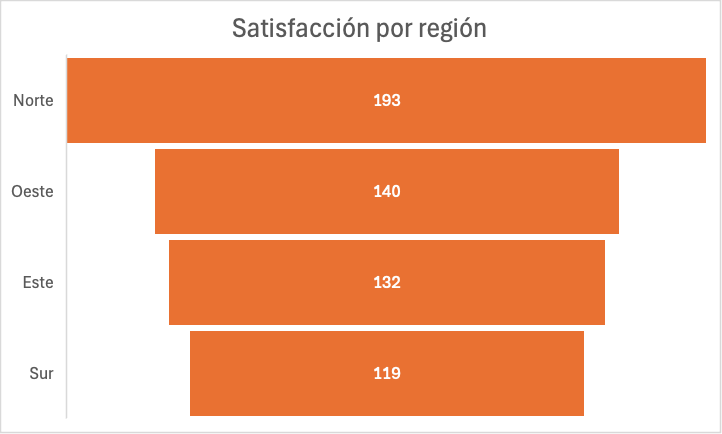 Satisfacción por región
Norte 193
Oeste 140
Este 132
Sur 119